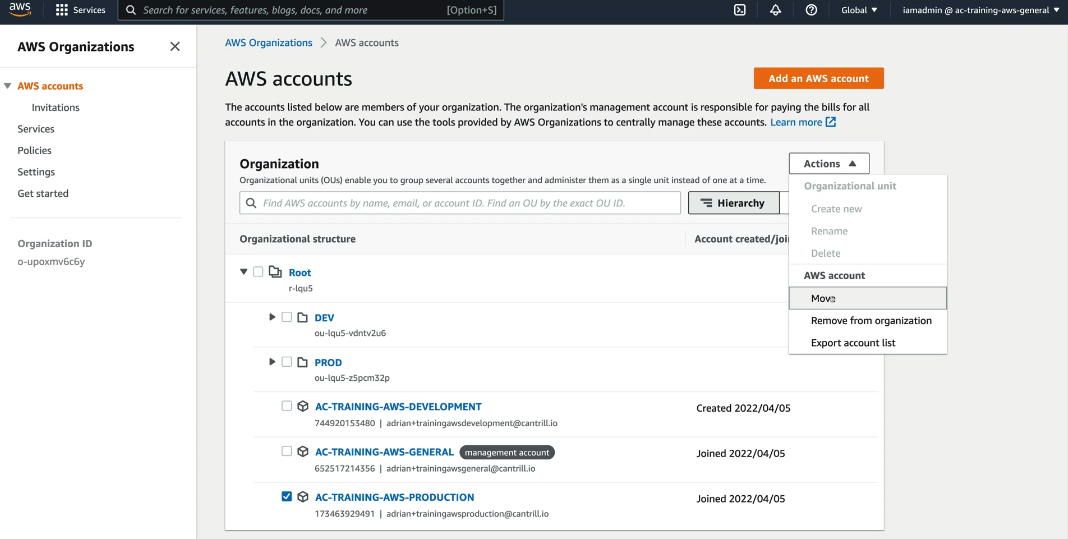 aws
Services
Search for services, features, blogs, docs, and more
[Option+S]
Global ▼
iamadmin @ ac-training-aws-general ▼
AWS Organizations
AWS accounts
Invitations
Services
Policies
Settings
Get started
Organization ID
o-upoxmv6c6y
AWS Organizations > AWS accounts
AWS accounts
Add an AWS account
The accounts listed below are members of your organization. The organization's management account is responsible for paying the bills for all
accounts in the organization. You can use the tools provided by AWS Organizations to centrally manage these accounts. Learn more
Organization
Organizational units (OUs) enable you to group several accounts together and administer them as a single unit instead of one at a time.
Find AWS accounts by name, email, or account ID. Find an OU by the exact OU ID.
Hierarchy
Actions ▲
Organizational unit
Create new
Rename
Delete
AWS account
Move
Remove from organization
Export account list
Organizational structure
Account created/joi
Root
r-lqu5
DEV
ou-lqu5-vdntv2u6
PROD
ou-lqu5-z5pcm32p
AC-TRAINING-AWS-DEVELOPMENT
Created 2022/04/05
744920153480 | adrian+trainingawsdevelopment@cantrill.io
AC-TRAINING-AWS-GENERAL management account
Joined 2022/04/05
652517214356 | adrian+trainingawsgeneral@cantrill.io
AC-TRAINING-AWS-PRODUCTION
Joined 2022/04/05
173463929491 | adrian+trainingawsproduction@cantrill.io